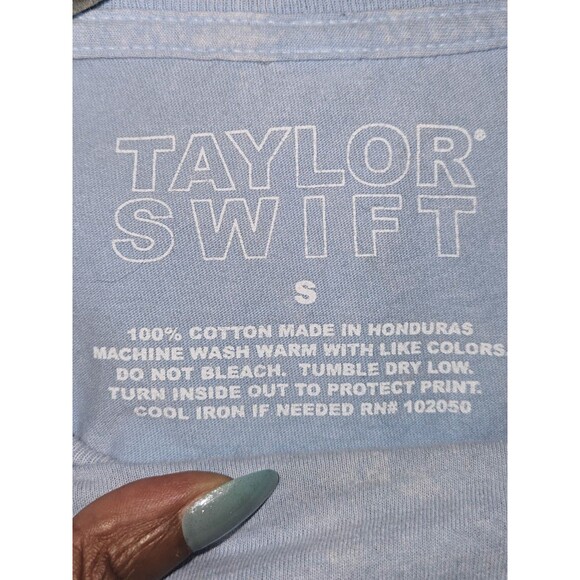 TAYLOR®
SWIFT
S
100% COTTON MADE IN HONDURAS
MACHINE WASH WARM WITH LIKE COLORS.
DO NOT BLEACH. TUMBLE DRY LOW.
TURN INSIDE OUT TO PROTECT PRINT.
COOL IRON IF NEEDED RN# 102050